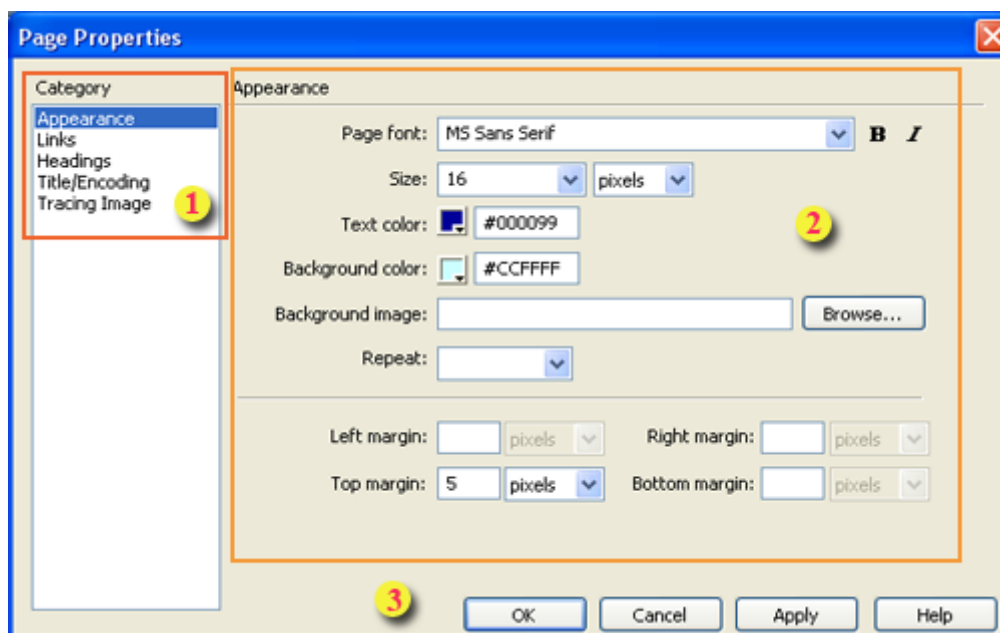 Page Properties
Category
Appearance
Links
Headings
Title/Encoding
Tracing Image
1
Appearance
Page font: MS Sans Serif B I
Size: 16 pixels
2
Text color: #000099
Background color: #CCFFFF
Background image: Browse...
Repeat:
Left margin: pixels Right margin: pixels
Top margin: 5 pixels Bottom margin: pixels
3
OK Cancel Apply Help